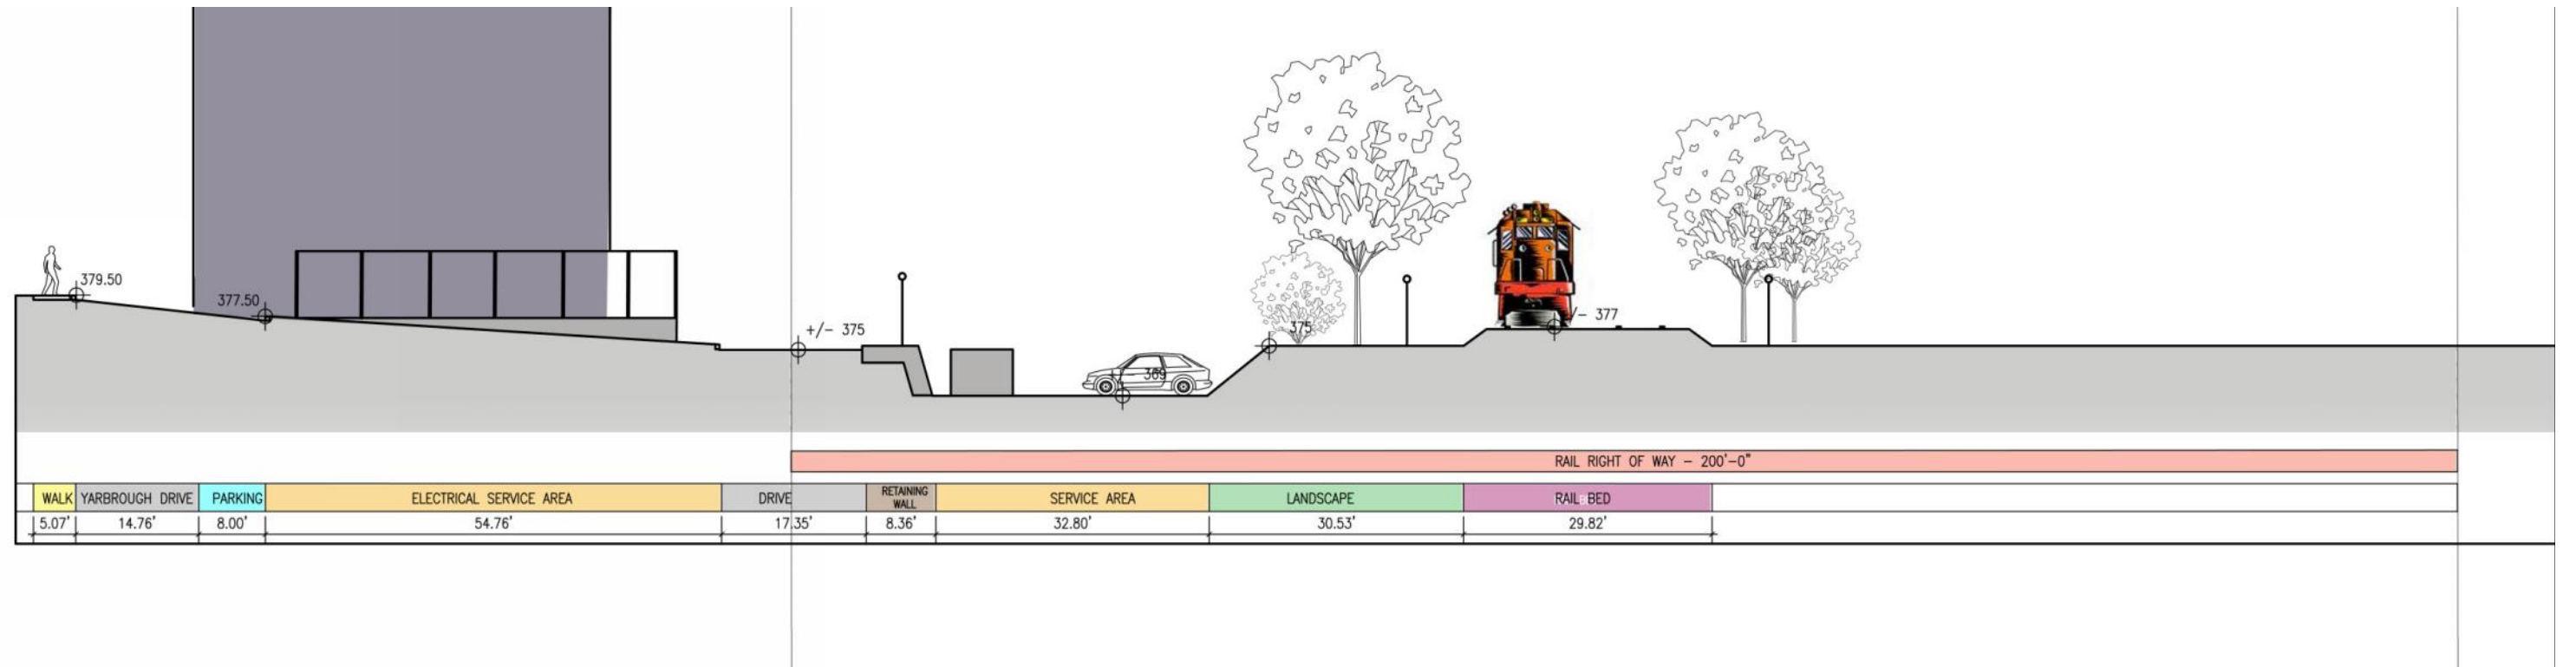 379.50
377.50
+/- 375
375
/- 377
369
RAIL RIGHT OF WAY - 200'-0"
WALK YARBROUGH DRIVE PARKING ELECTRICAL SERVICE AREA DRIVE RETAINING WALL SERVICE AREA LANDSCAPE RAIL BED
5.07' 14.76' 8.00' 54.76' 17.35' 8.36' 32.80' 30.53' 29.82'